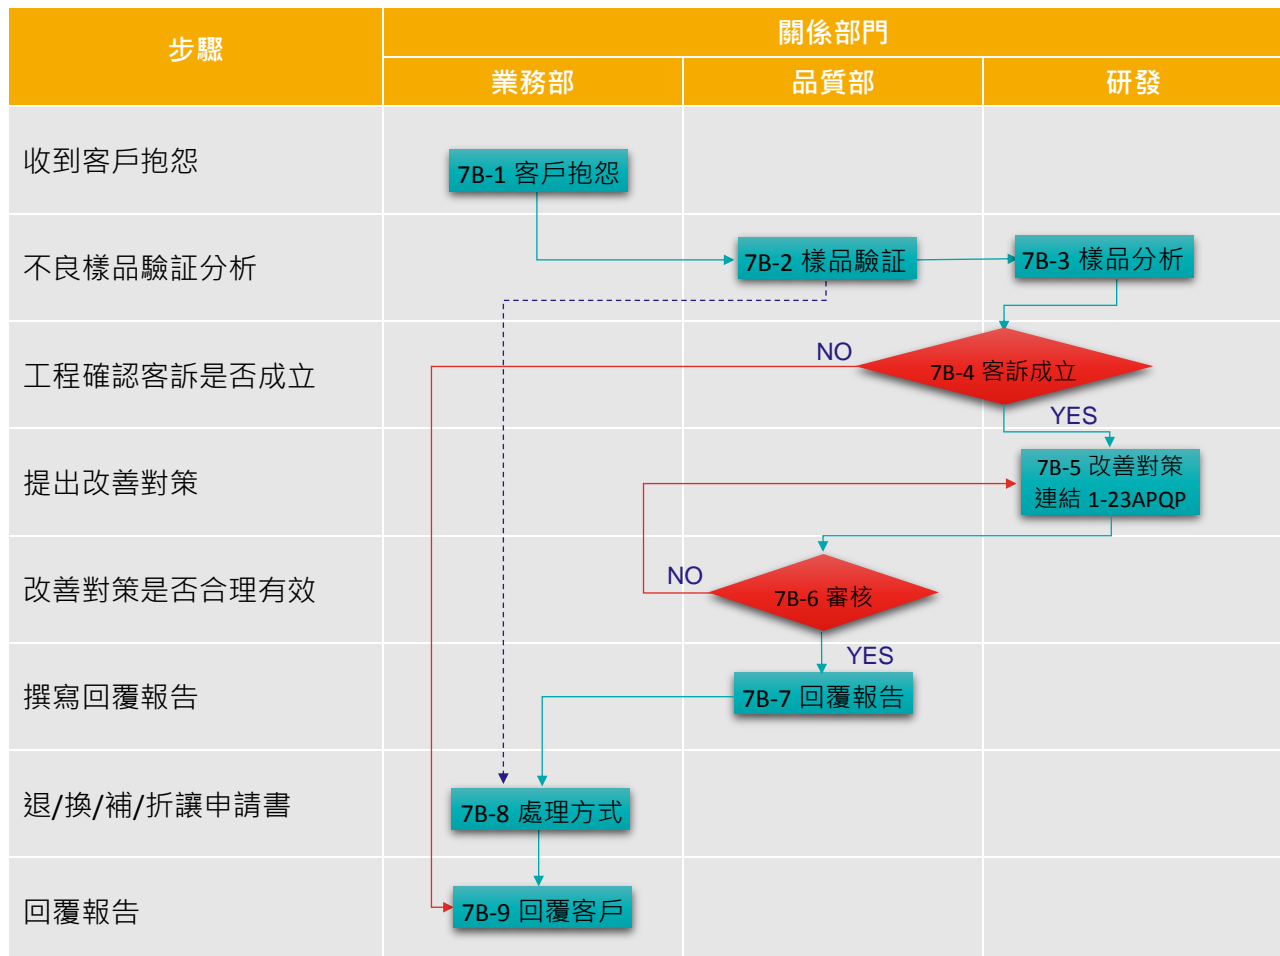 步驟
關係部門
業務部
品質部
研發
收到客戶抱怨
7B-1 客戶抱怨
不良樣品驗証分析
7B-2 樣品驗証
7B-3 樣品分析
工程確認客訴是否成立
NO
7B-4 客訴成立
YES
提出改善對策
7B-5 改善對策
連結 1-23APQP
改善對策是否合理有效
NO
7B-6 審核
YES
撰寫回覆報告
7B-7 回覆報告
退/換/補/折讓申請書
7B-8 處理方式
回覆報告
7B-9 回覆客戶